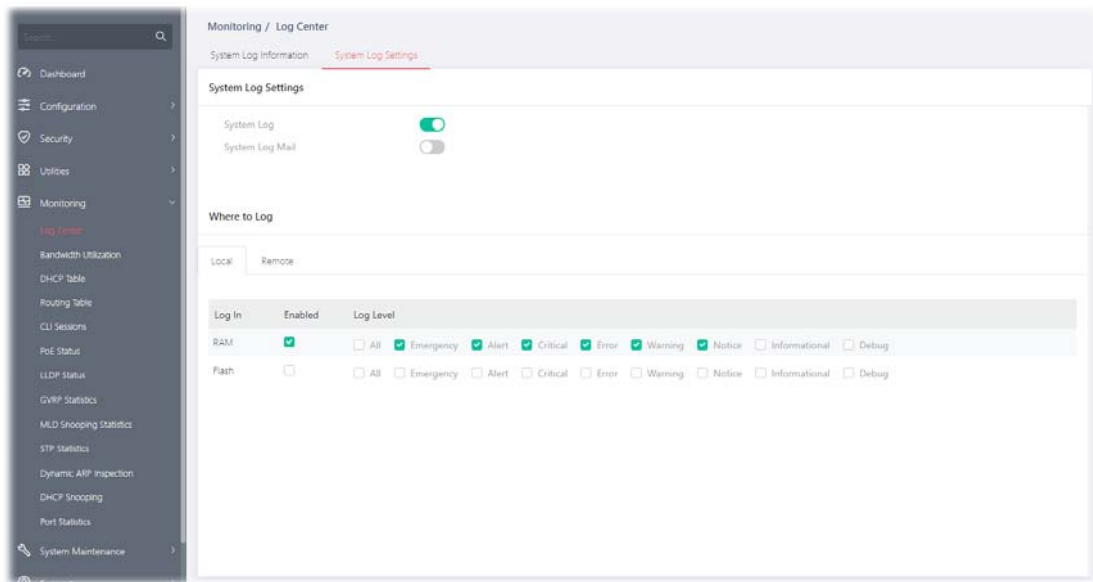 Search...
Dashboard
Configuration
Security
Utilities
Monitoring
Log Center
Bandwidth Utilization
DHCP Table
Routing Table
CLI Sessions
PoE Status
LLDP Status
GVRP Statistics
MLD Snooping Statistics
STP Statistics
Dynamic ARP Inspection
DHCP Snooping
Port Statistics
System Maintenance
Monitoring / Log Center
System Log Information System Log Settings
System Log Settings
System Log
System Log Mail
Where to Log
Local Remote
Log In Enabled Log Level
RAM All Emergency Alert Critical Error Warning Notice Informational Debug
Flash All Emergency Alert Critical Error Warning Notice Informational Debug